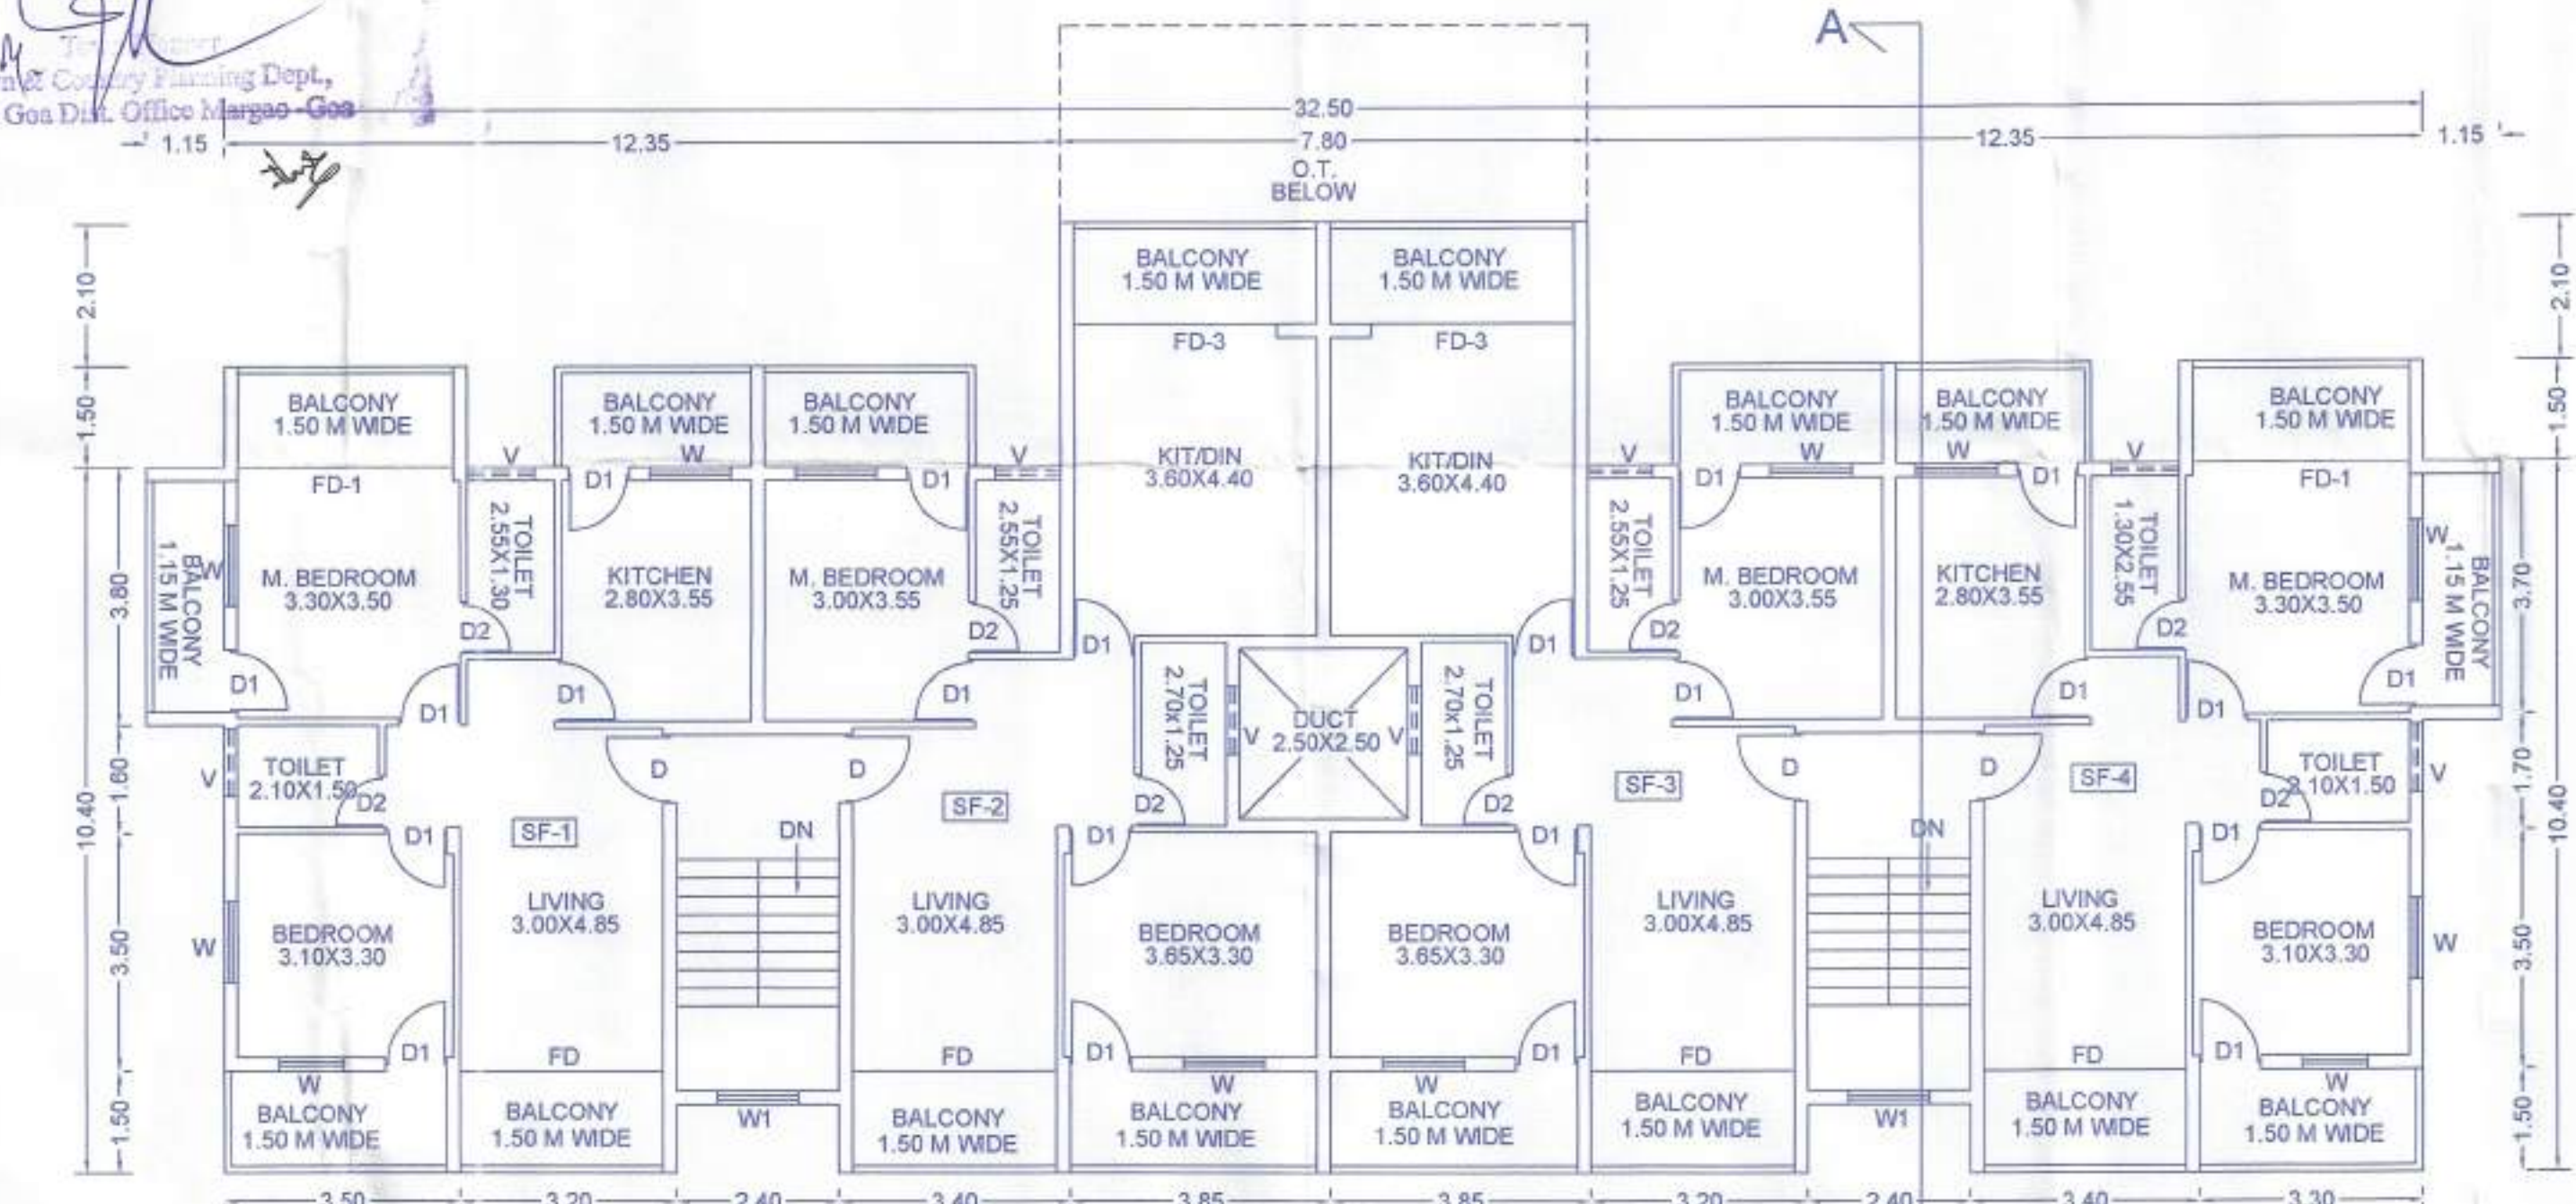 A
n & Country Planning Dept.,
Goa Dist. Office Margao-Goa
32.50
1.15
12.35
7.80
12.35
1.15
O.T.
BELOW
2.10
2.10
BALCONY
1.50 M WIDE
BALCONY
1.50 M WIDE
FD-3
FD-3
1.50
1.50
BALCONY
1.50 M WIDE
BALCONY
1.50 M WIDE
BALCONY
1.50 M WIDE
BALCONY
1.50 M WIDE
BALCONY
1.50 M WIDE
BALCONY
1.50 M WIDE
V
W
V
V
W
W
V
FD-1
D1
D1
D1
D1
FD-1
KIT/DIN
3.60X4.40
KIT/DIN
3.60X4.40
3.80
BALCONY
1.15 M WIDE
W
M. BEDROOM
3.30X3.50
TOILET
2.55X1.30
KITCHEN
2.80X3.55
M. BEDROOM
3.00X3.55
TOILET
2.55X1.25
TOILET
2.55X1.25
M. BEDROOM
3.00X3.55
KITCHEN
2.80X3.55
TOILET
1.30X2.55
M. BEDROOM
3.30X3.50
W
BALCONY
1.15 M WIDE
3.70
D2
D2
D1
D1
D2
D2
D1
D1
D1
D1
D1
D1
D1
D1
TOILET
2.70x1.25
V
DUCT
2.50X2.50
V
TOILET
2.70x1.25
10.40
1.60
V
TOILET
2.10X1.50
D2
D
D
D2
D2
D
D
D2
TOILET
2.10X1.50
V
1.70
10.40
SF-1
SF-2
SF-3
SF-4
D1
DN
D1
D1
DN
D1
3.50
W
BEDROOM
3.10X3.30
LIVING
3.00X4.85
LIVING
3.00X4.85
BEDROOM
3.65X3.30
BEDROOM
3.65X3.30
LIVING
3.00X4.85
LIVING
3.00X4.85
BEDROOM
3.10X3.30
W
3.50
D1
FD
FD
D1
D1
FD
FD
D1
W
W
W
W
1.50
BALCONY
1.50 M WIDE
BALCONY
1.50 M WIDE
W1
BALCONY
1.50 M WIDE
BALCONY
1.50 M WIDE
BALCONY
1.50 M WIDE
BALCONY
1.50 M WIDE
W1
BALCONY
1.50 M WIDE
BALCONY
1.50 M WIDE
1.50
3.50
3.20
2.40
3.40
3.85
3.85
3.20
2.40
3.40
3.30